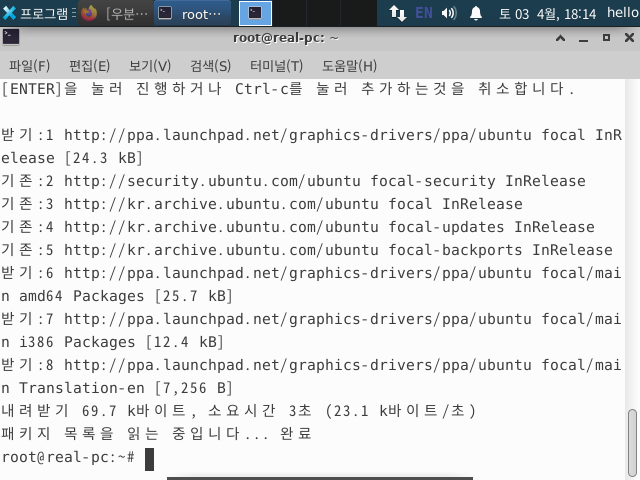 프로그램 [우분… root… EN 토 03 4월, 18:14 hello
root@real-pc: ~
파일(F) 편집(E) 보기(V) 검색(S) 터미널(T) 도움말(H)
[ENTER]을 눌러 진행하거나 Ctrl-c를 눌러 추가하는것을 취소합니다.
받기:1 http://ppa.launchpad.net/graphics-drivers/ppa/ubuntu focal InR
elease [24.3 kB]
기존:2 http://security.ubuntu.com/ubuntu focal-security InRelease
기존:3 http://kr.archive.ubuntu.com/ubuntu focal InRelease
기존:4 http://kr.archive.ubuntu.com/ubuntu focal-updates InRelease
기존:5 http://kr.archive.ubuntu.com/ubuntu focal-backports InRelease
받기:6 http://ppa.launchpad.net/graphics-drivers/ppa/ubuntu focal/mai
n amd64 Packages [25.7 kB]
받기:7 http://ppa.launchpad.net/graphics-drivers/ppa/ubuntu focal/mai
n i386 Packages [12.4 kB]
받기:8 http://ppa.launchpad.net/graphics-drivers/ppa/ubuntu focal/mai
n Translation-en [7,256 B]
내려받기 69.7 k바이트, 소요시간 3초 (23.1 k바이트/초)
패키지 목록을 읽는 중입니다... 완료
root@real-pc:~#